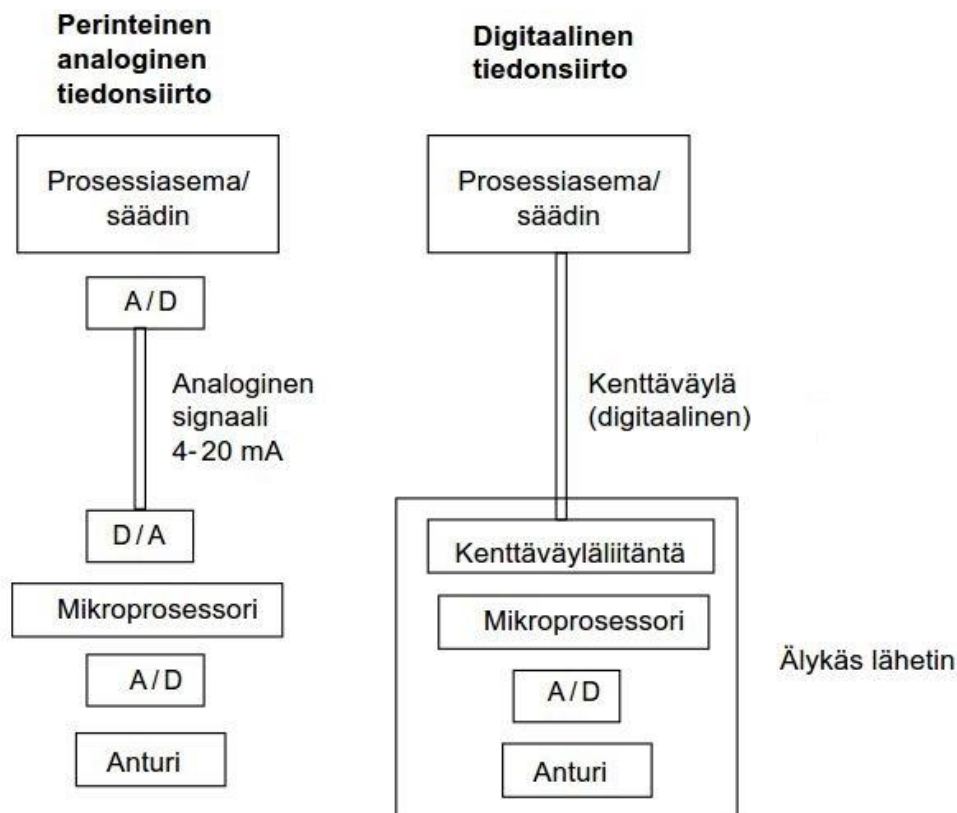 Perinteinen
analoginen
tiedonsiirto
Prosessiasema/
säädin
A/D
Analoginen
signaali
4-20 mA
D/A
Mikroprosessori
A/D
Anturi
Digitaalinen
tiedonsiirto
Prosessiasema/
säädin
Kenttäväylä
(digitaalinen)
Kenttäväyläliitäntä
Mikroprosessori
A/D
Anturi
Älykäs lähetin